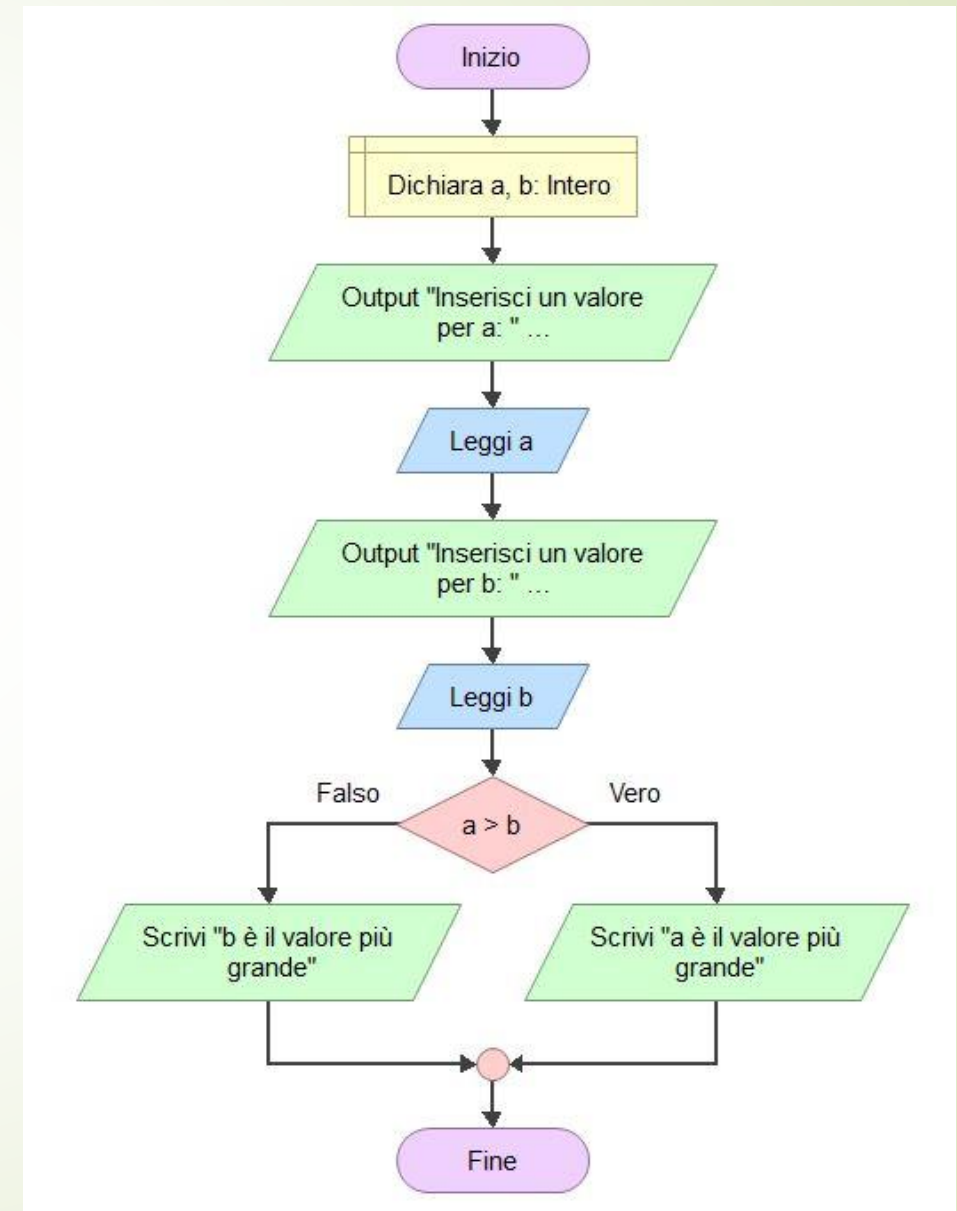 Inizio
Dichiara a, b: Intero
Output "Inserisci un valore
per a: " ...
Leggi a
Output "Inserisci un valore
per b: " ...
Leggi b
Falso
Vero
a > b
Scrivi "b è il valore più
grande"
Scrivi "a è il valore più
grande"
Fine